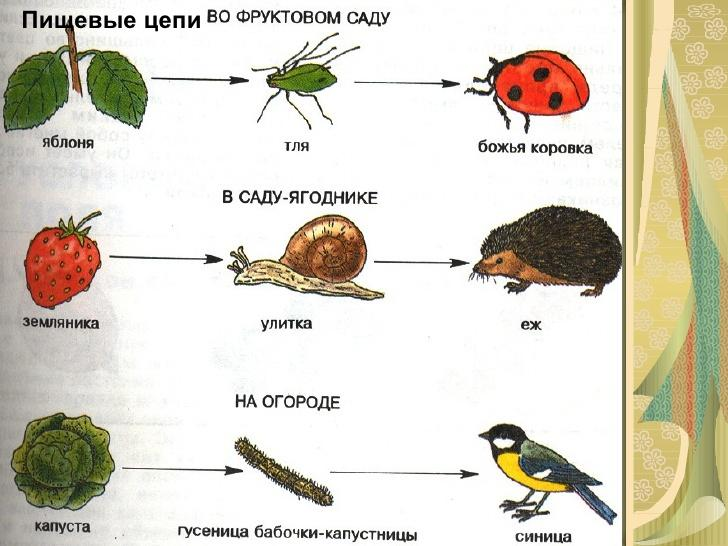 Пищевые цепи
ВО ФРУКТОВОМ САДУ
яблоня тля божья коровка
В САДУ-ЯГОДНИКЕ
земляника улитка еж
НА ОГОРОДЕ
капуста гусеница бабочки-капустницы синица